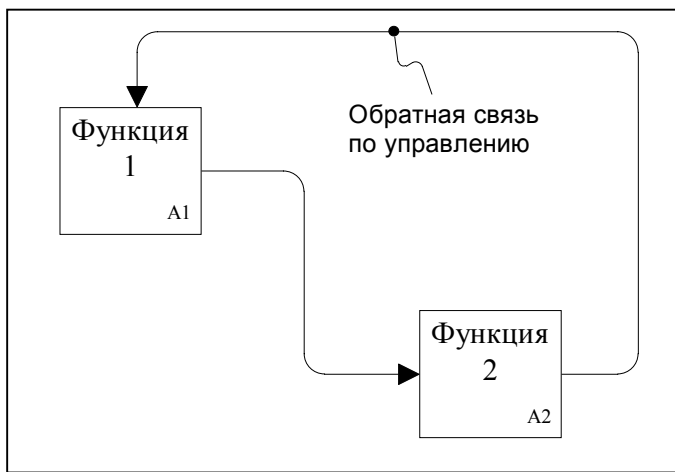 Обратная связь
по управлению
Функция
1
A1
Функция
2
A2